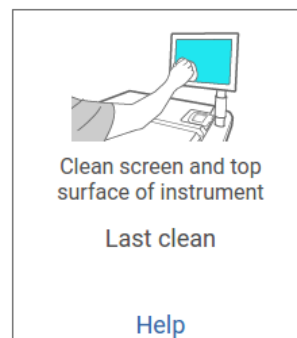 Clean screen and top
surface of instrument
Last clean
Help